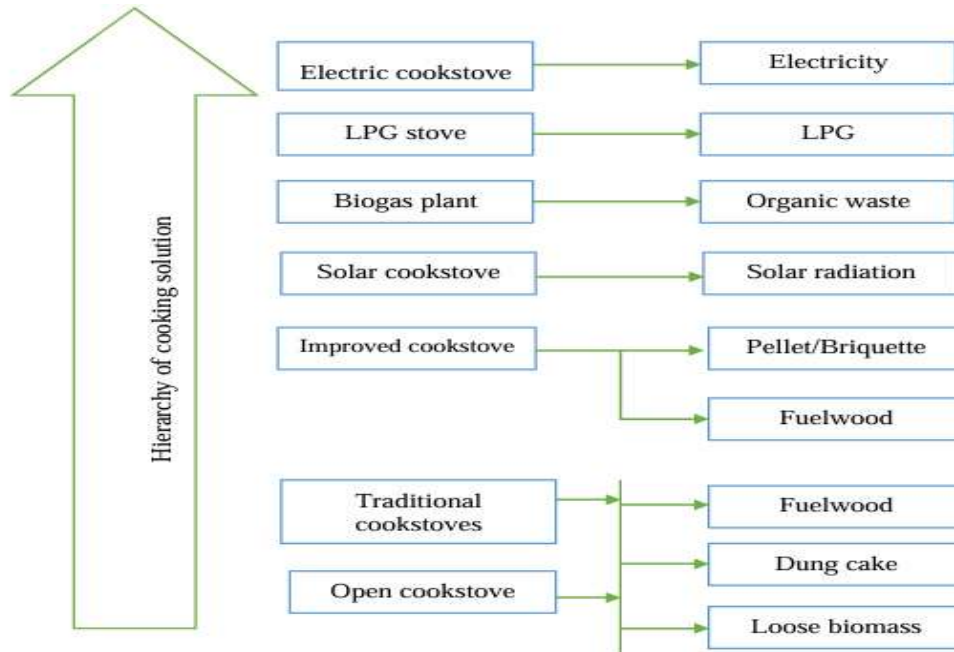 Hierarchy of cooking solution
Electric cookstove
Electricity
LPG stove
LPG
Biogas plant
Organic waste
Solar cookstove
Solar radiation
Improved cookstove
Pellet/Briquette
Fuelwood
Traditional
cookstoves
Fuelwood
Dung cake
Open cookstove
Loose biomass